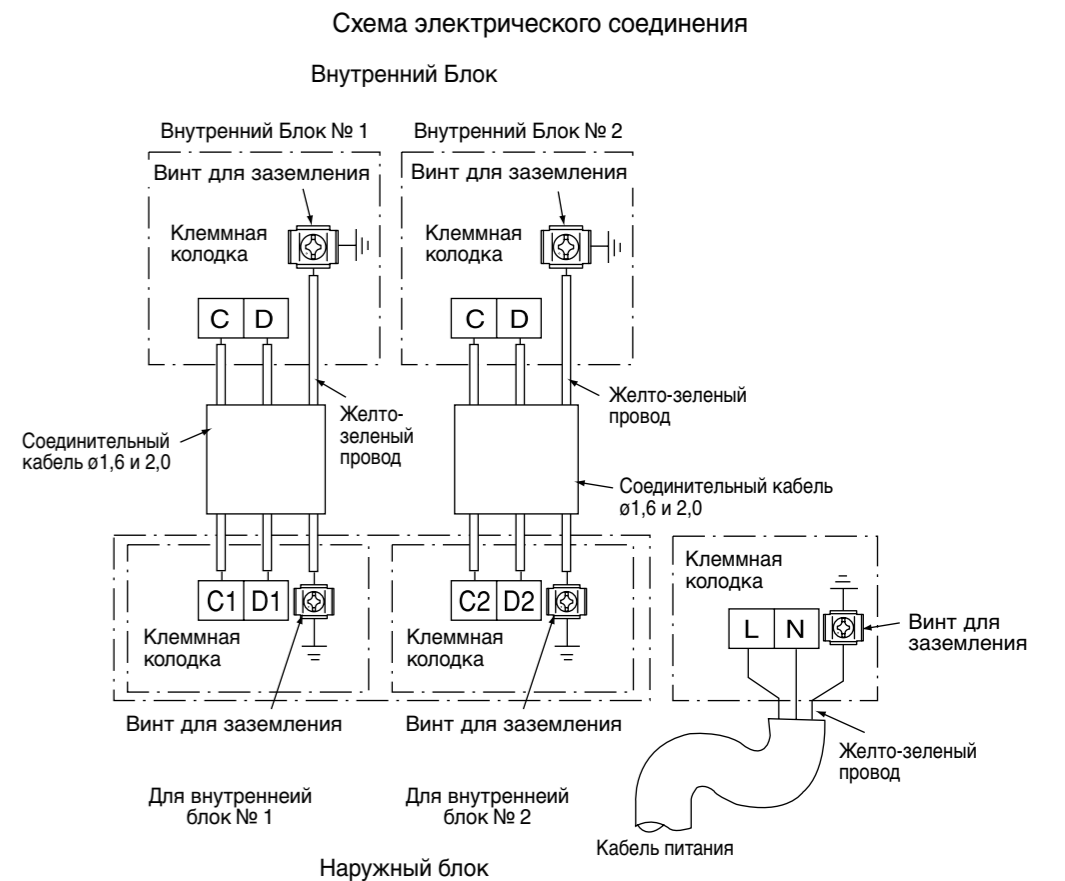 Схема электрического соединения
Внутренний Блок
Внутренний Блок № 1
Внутренний Блок № 2
Винт для заземления
Винт для заземления
Клеммная
колодка
Клеммная
колодка
C D
C D
Желто-
зеленый
провод
Желто-зеленый
провод
Соединительный
кабель ø1,6 и 2,0
Соединительный кабель
ø1,6 и 2,0
C1 D1
Клеммная
колодка
C2 D2
Клеммная
колодка
Клеммная
колодка
L N
Винт для
заземления
Винт для заземления
Винт для заземления
Желто-зеленый
провод
Для внутреннеий
блок № 1
Для внутреннеий
блок № 2
Кабель питания
Наружный блок